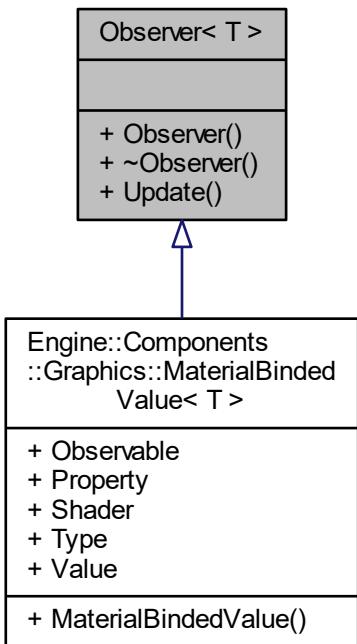 Observer< T >
+ Observer()
+ ~Observer()
+ Update()
Engine::Components
::Graphics::MaterialBinded
Value< T >
+ Observable
+ Property
+ Shader
+ Type
+ Value
+ MaterialBindedValue()